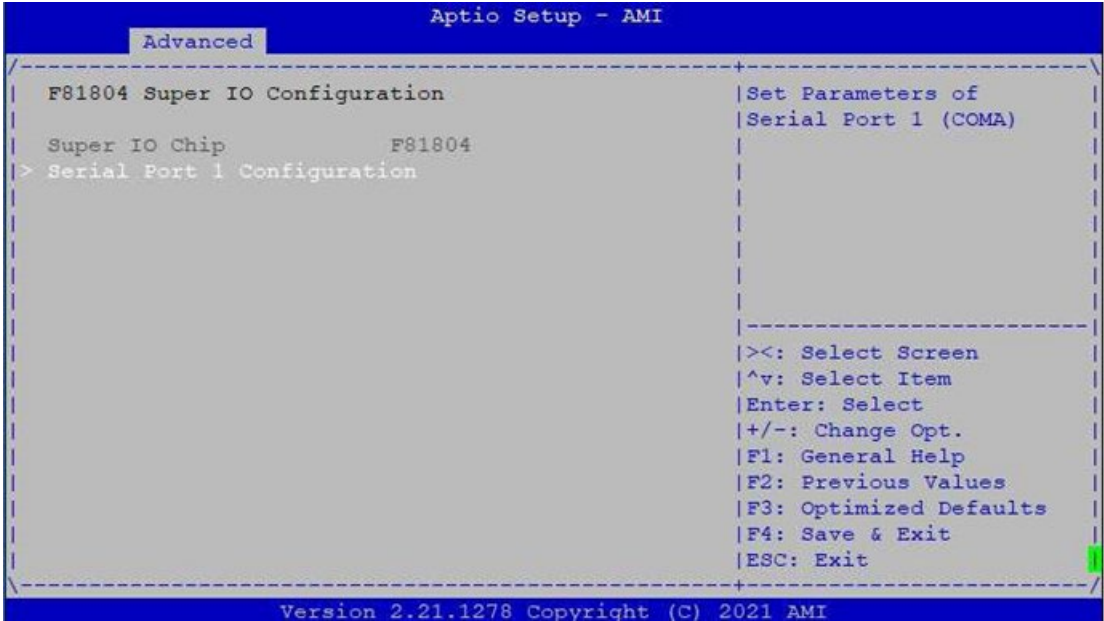 Aptio Setup - AMI
Advanced
F81804 Super IO Configuration
Super IO Chip F81804
> Serial Port 1 Configuration
Set Parameters of
Serial Port 1 (COMA)
><: Select Screen
^v: Select Item
Enter: Select
+/-: Change Opt.
F1: General Help
F2: Previous Values
F3: Optimized Defaults
F4: Save & Exit
ESC: Exit
Version 2.21.1278 Copyright (C) 2021 AMI